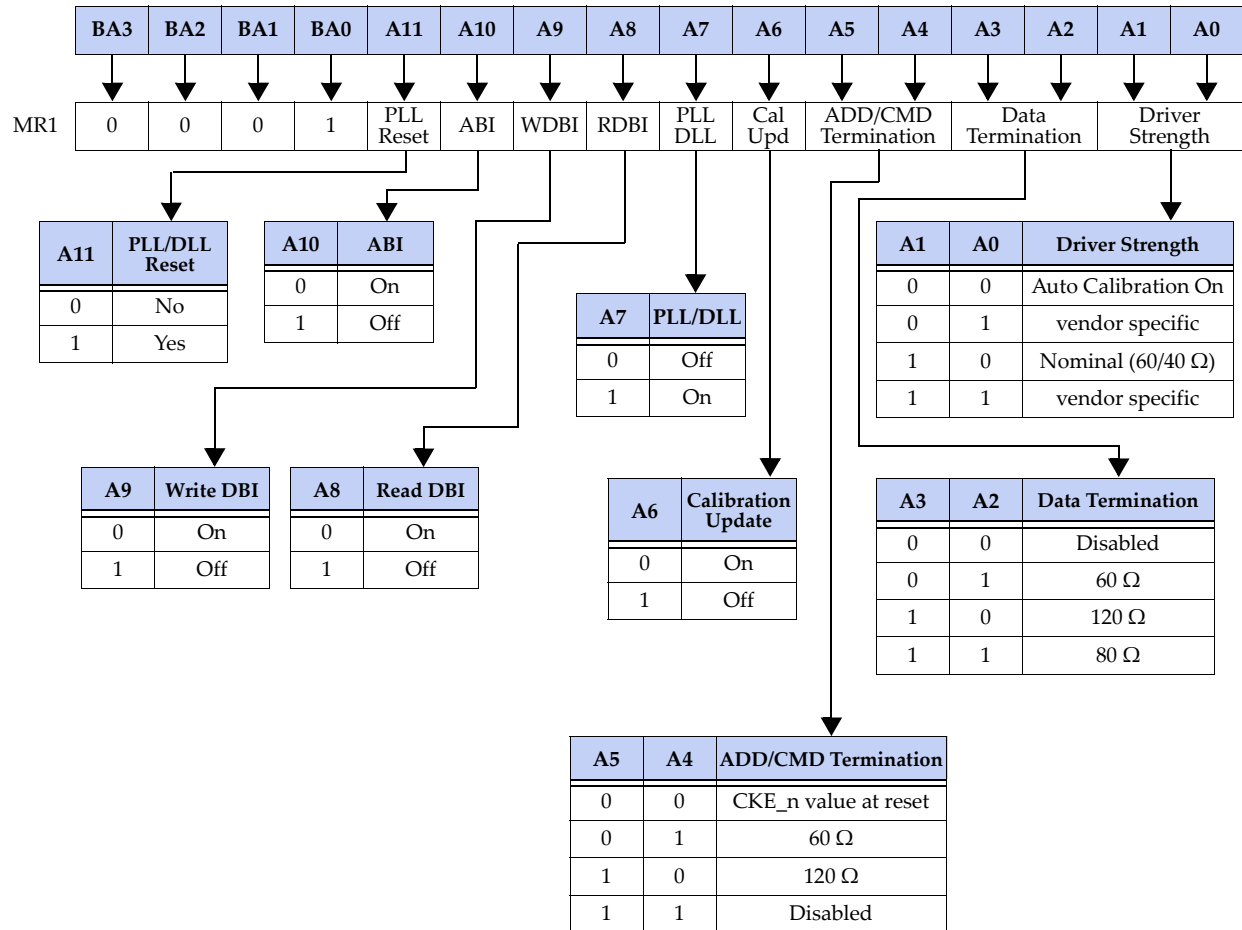 BA3 BA2 BA1 BA0 A11 A10 A9 A8 A7 A6 A5 A4 A3 A2 A1 A0
MR1 0 0 0 1 PLL Reset ABI WDBI RDBI PLL DLL Cal Upd ADD/CMD Termination Data Termination Driver Strength
A11 PLL/DLL Reset
0 No
1 Yes
A10 ABI
0 On
1 Off
A7 PLL/DLL
0 Off
1 On
A1 A0 Driver Strength
0 0 Auto Calibration On
0 1 vendor specific
1 0 Nominal (60/40 Ω)
1 1 vendor specific
A9 Write DBI
0 On
1 Off
A8 Read DBI
0 On
1 Off
A6 Calibration Update
0 On
1 Off
A3 A2 Data Termination
0 0 Disabled
0 1 60 Ω
1 0 120 Ω
1 1 80 Ω
A5 A4 ADD/CMD Termination
0 0 CKE_n value at reset
0 1 60 Ω
1 0 120 Ω
1 1 Disabled